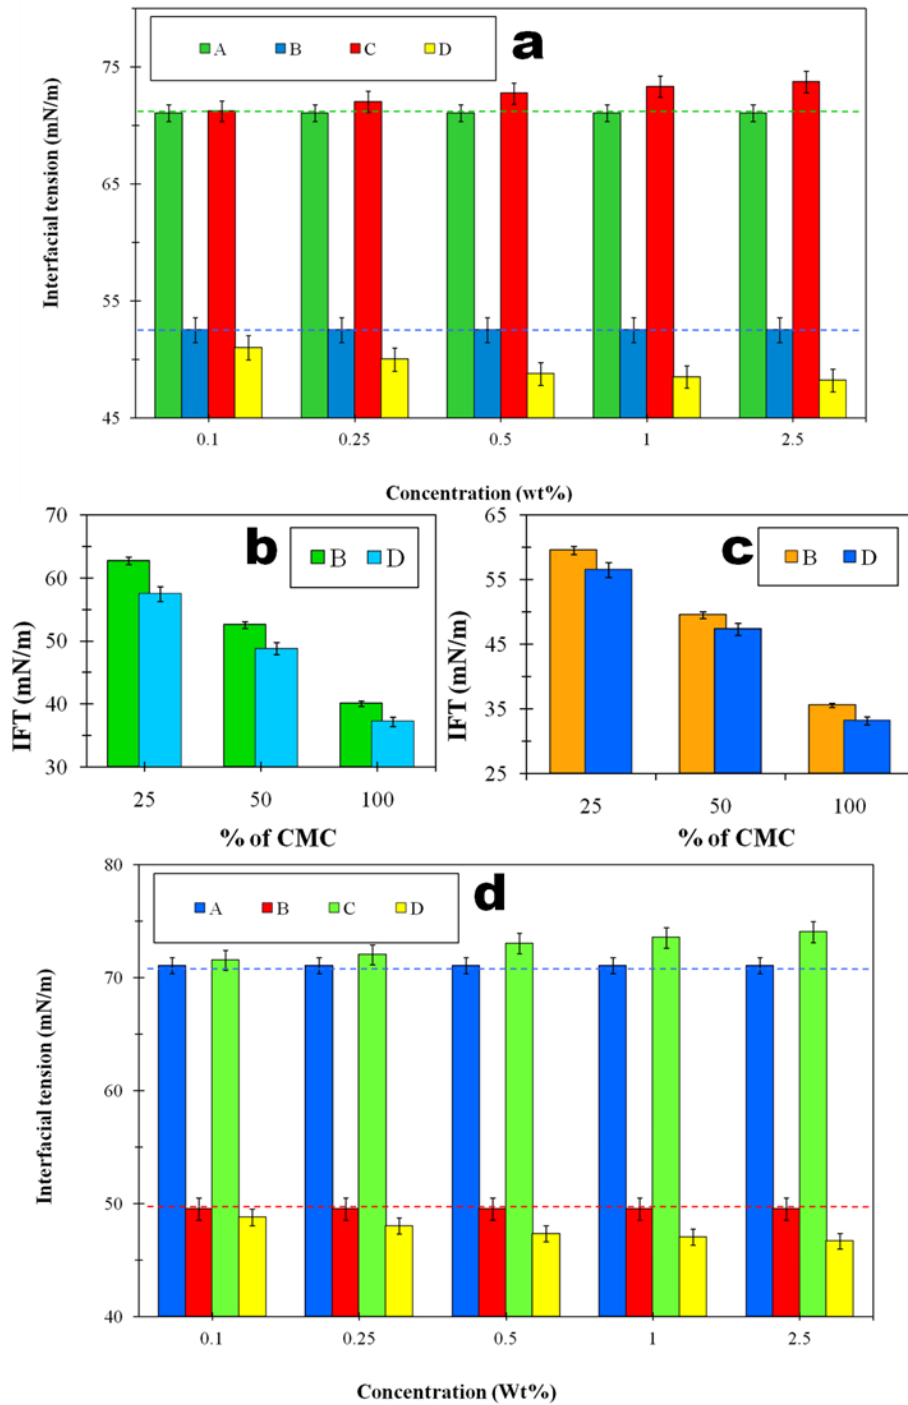 a
A B C D
75
65
55
45
Interfacial tension (mN/m)
0.1 0.25 0.5 1 2.5
Concentration (wt%)
b
B D
70
60
50
40
30
IFT (mN/m)
25 50 100
% of CMC
c
B D
65
55
45
35
25
IFT (mN/m)
25 50 100
% of CMC
d
A B C D
80
70
60
50
40
Interfacial tension (mN/m)
0.1 0.25 0.5 1 2.5
Concentration (Wt%)